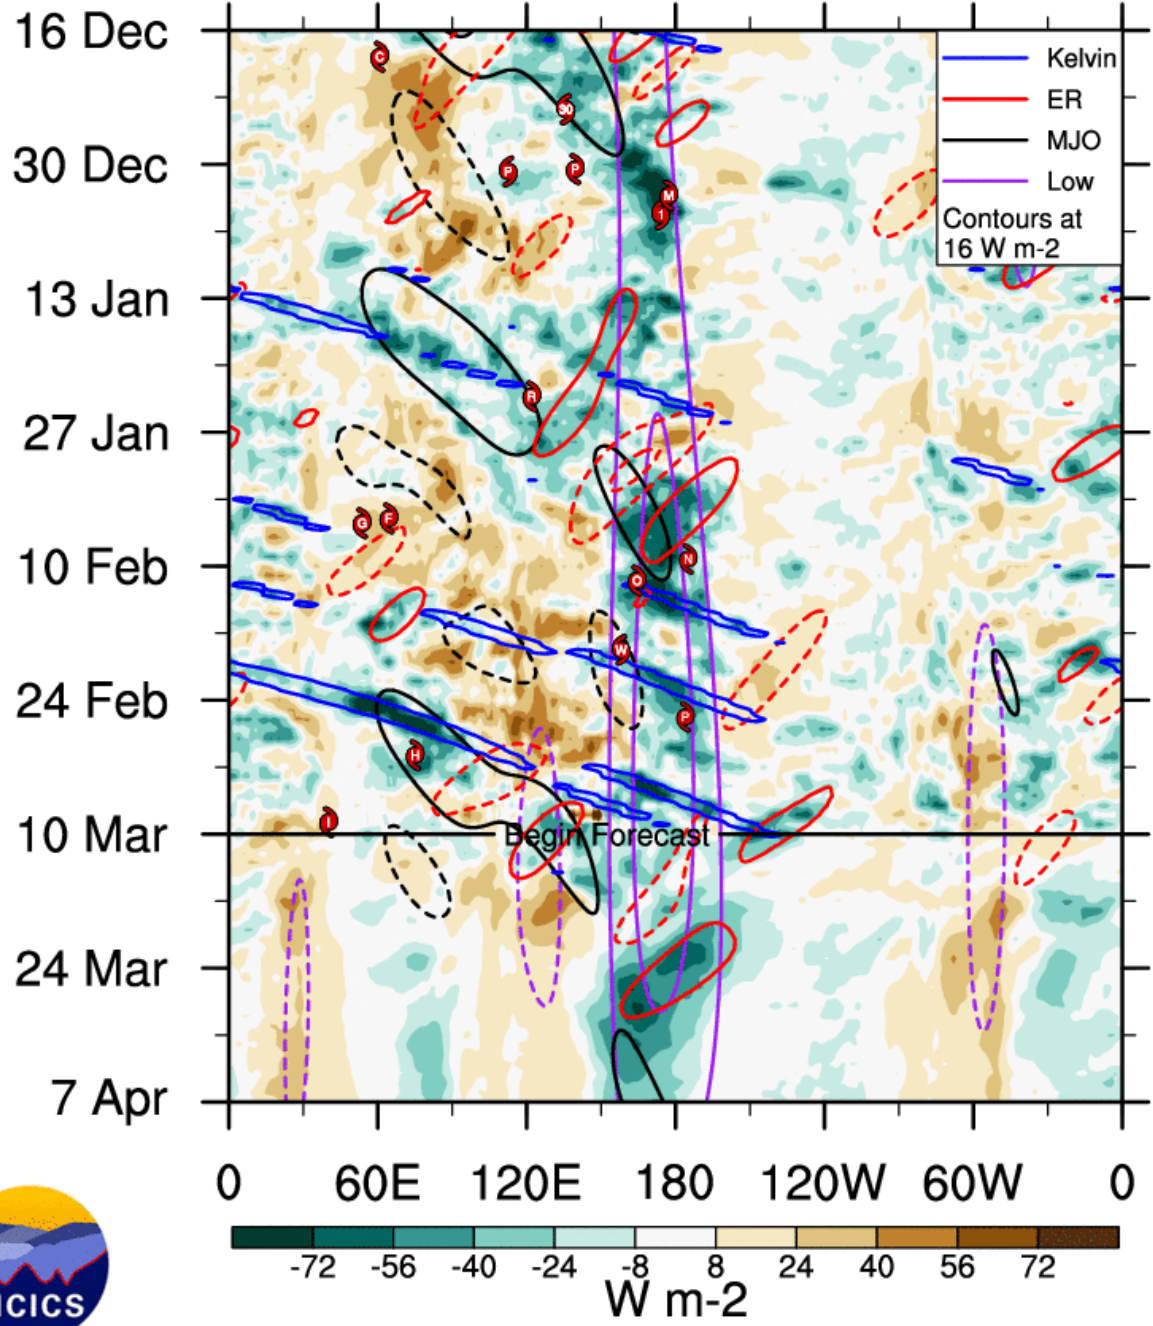 16 Dec
30 Dec
13 Jan
27 Jan
10 Feb
24 Feb
10 Mar
24 Mar
7 Apr
Kelvin
ER
MJO
Low
Contours at
16 W m-2
C
30
P P
M
1
R
G F
N
O
W
P
H
Begin Forecast
0 60E 120E 180 120W 60W 0
-72 -56 -40 -24 -8 8 24 40 56 72
W m-2
CICS